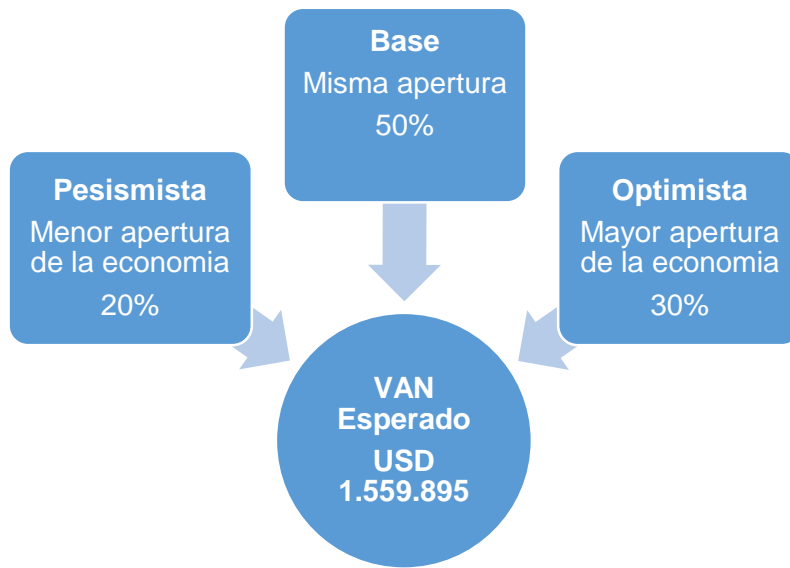 Base
Misma apertura
50%
Pesismista
Menor apertura
de la economia
20%
Optimista
Mayor apertura
de la economia
30%
VAN
Esperado
USD
1.559.895